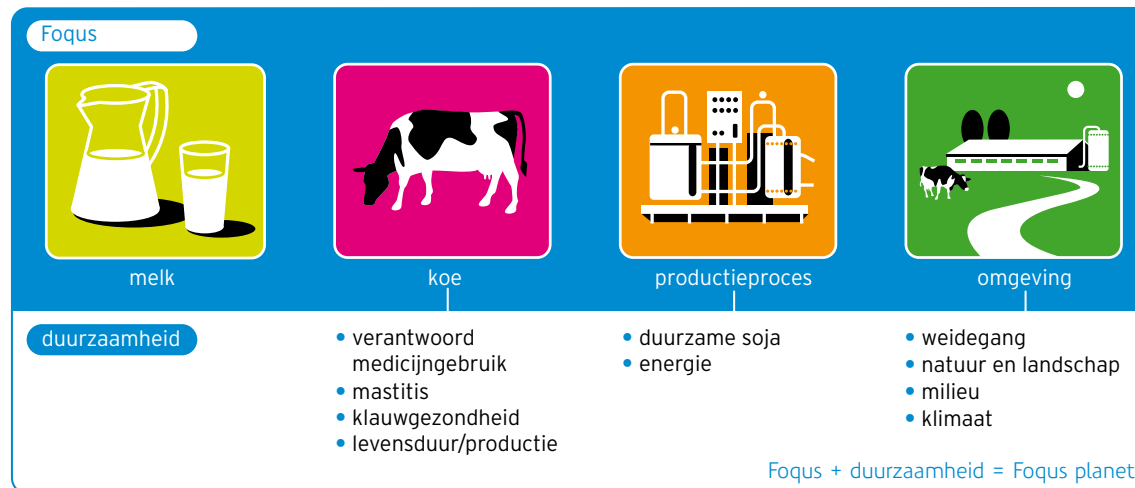 Foqus
melk
koe
productieproces
omgeving
duurzaamheid
• verantwoord
medicijngebruik
• mastitis
• klauwgezondheid
• levensduur/productie
• duurzame soja
• energie
• weidegang
• natuur en landschap
• milieu
• klimaat
Foqus + duurzaamheid = Foqus planet